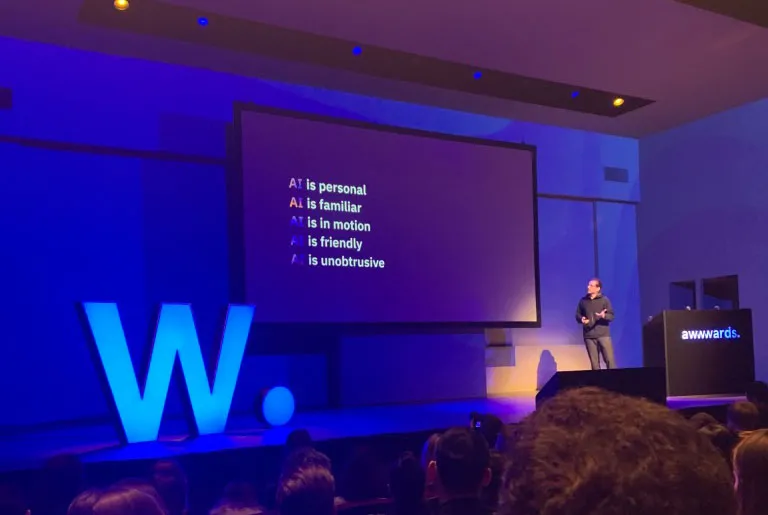 AI is personal
AI is familiar
AI is in motion
AI is friendly
AI is unobtrusive
W.
awwwards.